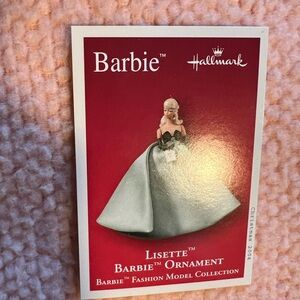 Barbie™
Hallmark
Lisette™
Barbie™ Ornament
Barbie™ Fashion Model Collection